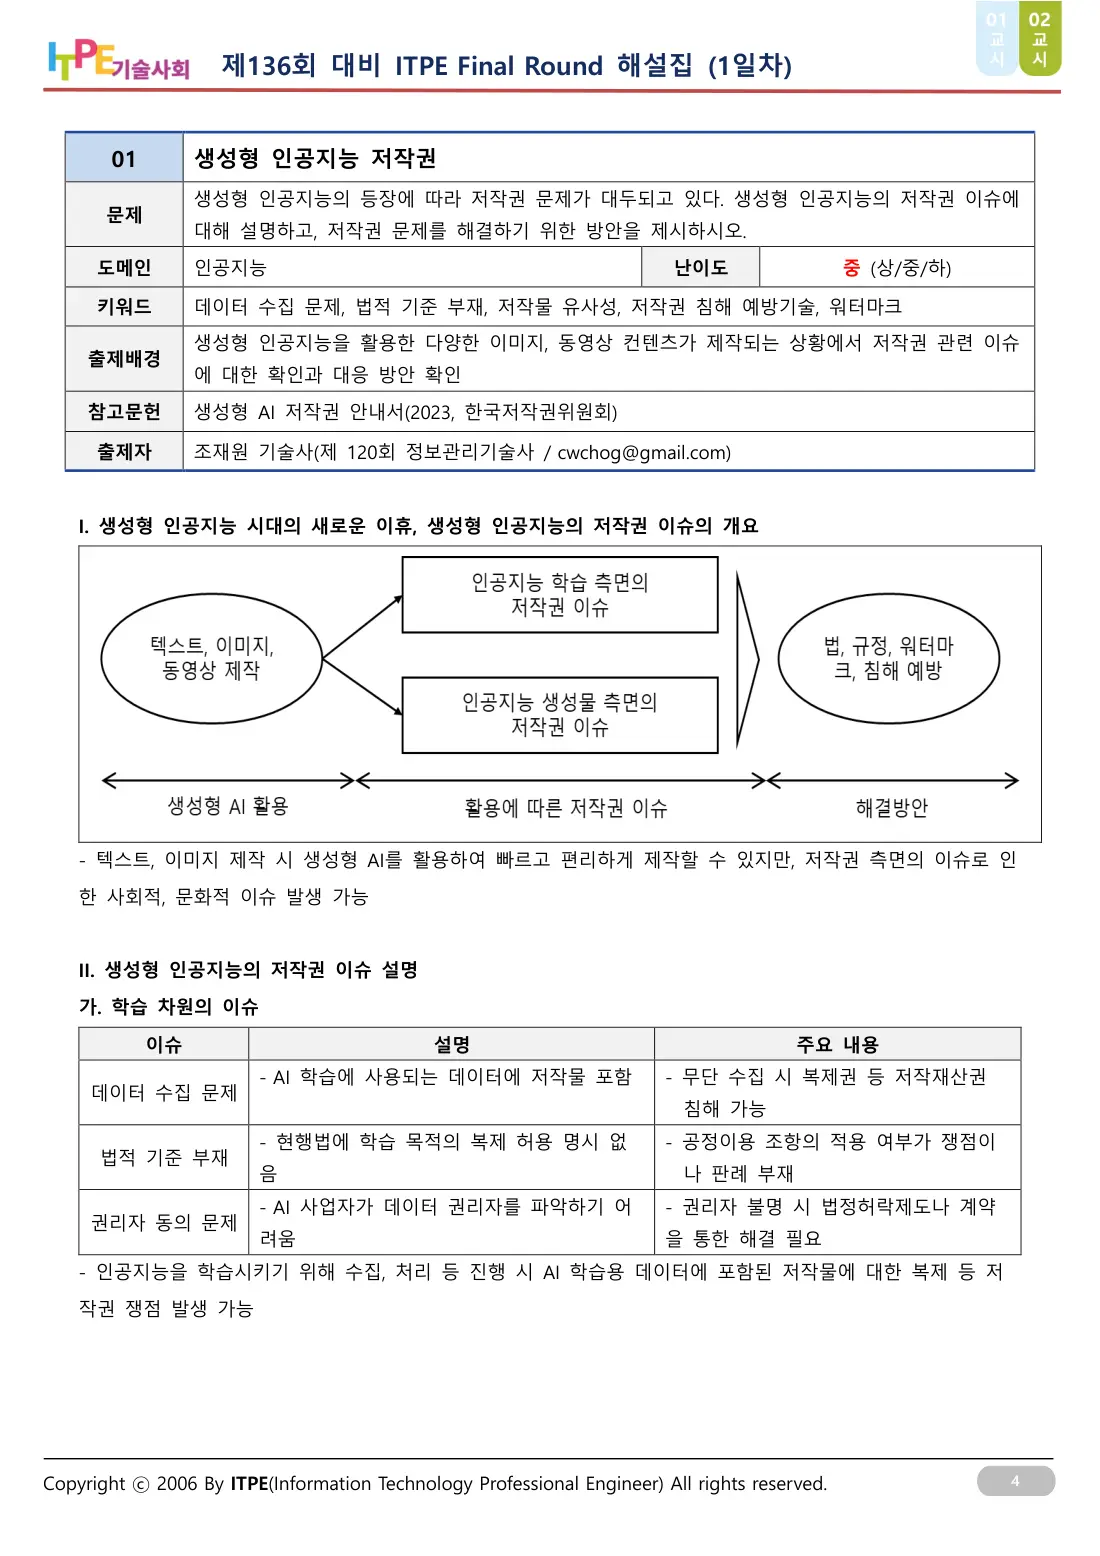 01 02
교 교
시 시
ITPE기술사회 제136회 대비 ITPE Final Round 해설집 (1일차)
01 생성형 인공지능 저작권
문제 생성형 인공지능의 등장에 따라 저작권 문제가 대두되고 있다. 생성형 인공지능의 저작권 이슈에
대해 설명하고, 저작권 문제를 해결하기 위한 방안을 제시하시오.
도메인 인공지능 난이도 중 (상/중/하)
키워드 데이터 수집 문제, 법적 기준 부재, 저작물 유사성, 저작권 침해 예방기술, 워터마크
출제배경 생성형 인공지능을 활용한 다양한 이미지, 동영상 컨텐츠가 제작되는 상황에서 저작권 관련 이슈
에 대한 확인과 대응 방안 확인
참고문헌 생성형 AI 저작권 안내서(2023, 한국저작권위원회)
출제자 조재원 기술사(제 120회 정보관리기술사 / cwchog@gmail.com)
I. 생성형 인공지능 시대의 새로운 이휴, 생성형 인공지능의 저작권 이슈의 개요
텍스트, 이미지,
동영상 제작
인공지능 학습 측면의
저작권 이슈
인공지능 생성물 측면의
저작권 이슈
법, 규정, 워터마
크, 침해 예방
생성형 AI 활용 활용에 따른 저작권 이슈 해결방안
- 텍스트, 이미지 제작 시 생성형 AI를 활용하여 빠르고 편리하게 제작할 수 있지만, 저작권 측면의 이슈로 인
한 사회적, 문화적 이슈 발생 가능
II. 생성형 인공지능의 저작권 이슈 설명
가. 학습 차원의 이슈
이슈 설명 주요 내용
데이터 수집 문제 - AI 학습에 사용되는 데이터에 저작물 포함 - 무단 수집 시 복제권 등 저작재산권
침해 가능
법적 기준 부재 - 현행법에 학습 목적의 복제 허용 명시 없 - 공정이용 조항의 적용 여부가 쟁점이
음 나 판례 부재
권리자 동의 문제 - AI 사업자가 데이터 권리자를 파악하기 어 - 권리자 불명 시 법정허락제도나 계약
려움 을 통한 해결 필요
- 인공지능을 학습시키기 위해 수집, 처리 등 진행 시 AI 학습용 데이터에 포함된 저작물에 대한 복제 등 저
작권 쟁점 발생 가능
Copyright ⓒ 2006 By ITPE(Information Technology Professional Engineer) All rights reserved. 4